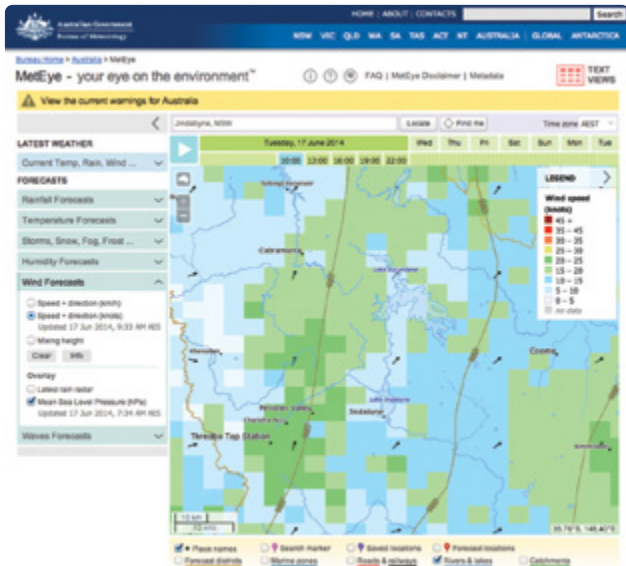 Australian Government
Bureau of Meteorology
HOME | ABOUT | CONTACTS
Search
NSW VIC QLD WA SA TAS ACT NT AUSTRALIA GLOBAL ANTARCTICA
Bureau Home > Australia > MetEye
MetEye - your eye on the environment™
FAQ | MetEye Disclaimer | Metadata
TEXT VIEWS
View the current warnings for Australia
Jindabyne, NSW
Locate
Find me
Time zone AEST
LATEST WEATHER
Current Temp, Rain, Wind ...
FORECASTS
Rainfall Forecasts
Temperature Forecasts
Storms, Snow, Fog, Frost ...
Humidity Forecasts
Wind Forecasts
Speed + direction (km/h)
Speed + direction (knots)
Updated 17 Jun 2014, 9:33 AM AES
Mixing height
Clear
Info
Overlay
Latest rain radar
Mean Sea Level Pressure (hPa)
Updated 17 Jun 2014, 7:34 AM AES
Waves Forecasts
Tuesday, 17 June 2014
Wed Thu Fri Sat Sun Mon Tue
10:00 13:00 16:00 19:00 22:00
Reservoir
Cabramurra
Lake Eucumbene
Khancoban
Cooma
Perisher Valley
Charlotte Pass
Lake Jindabyne
Jindabyne
Thredbo Top Station
LEGEND
Wind speed
(knots)
45 +
35 - 45
30 - 35
25 - 30
20 - 25
15 - 20
10 - 15
5 - 10
0 - 5
no data
10 km
Place names
Search marker
Saved locations
Forecast locations
Forecast districts
Marine zones
Roads & railways
Rivers & lakes
Catchments